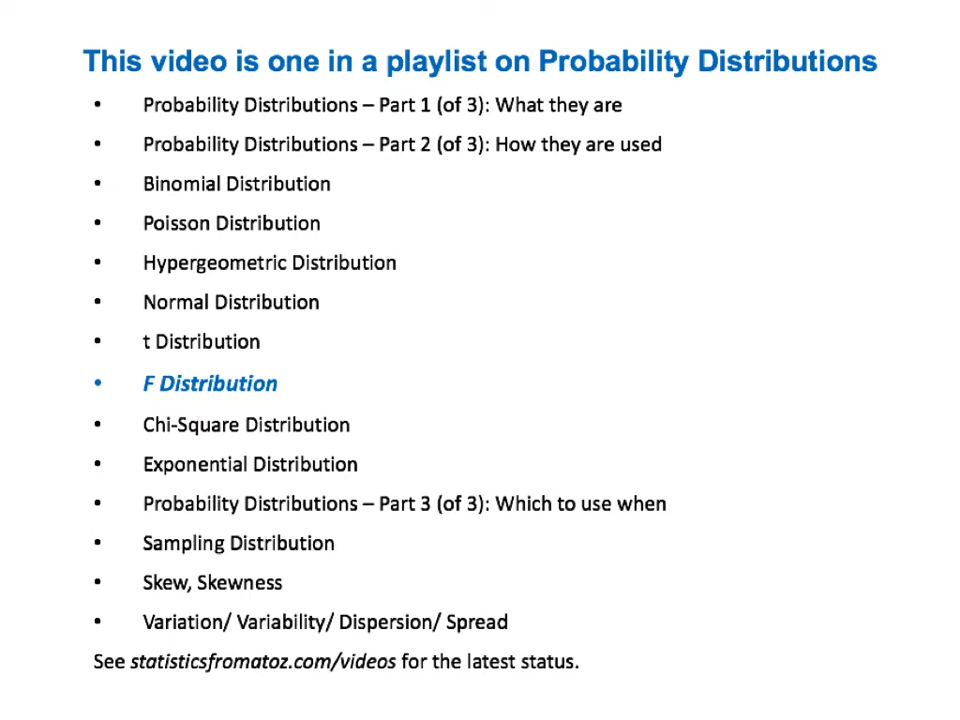 This video is one in a playlist on Probability Distributions
• Probability Distributions – Part 1 (of 3): What they are
• Probability Distributions – Part 2 (of 3): How they are used
• Binomial Distribution
• Poisson Distribution
• Hypergeometric Distribution
• Normal Distribution
• t Distribution
• F Distribution
• Chi-Square Distribution
• Exponential Distribution
• Probability Distributions – Part 3 (of 3): Which to use when
• Sampling Distribution
• Skew, Skewness
• Variation/ Variability/ Dispersion/ Spread
See statisticsfromatoz.com/videos for the latest status.